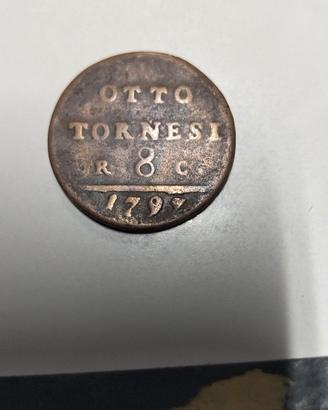 OTTO
TORNESI
R 8 C
1797